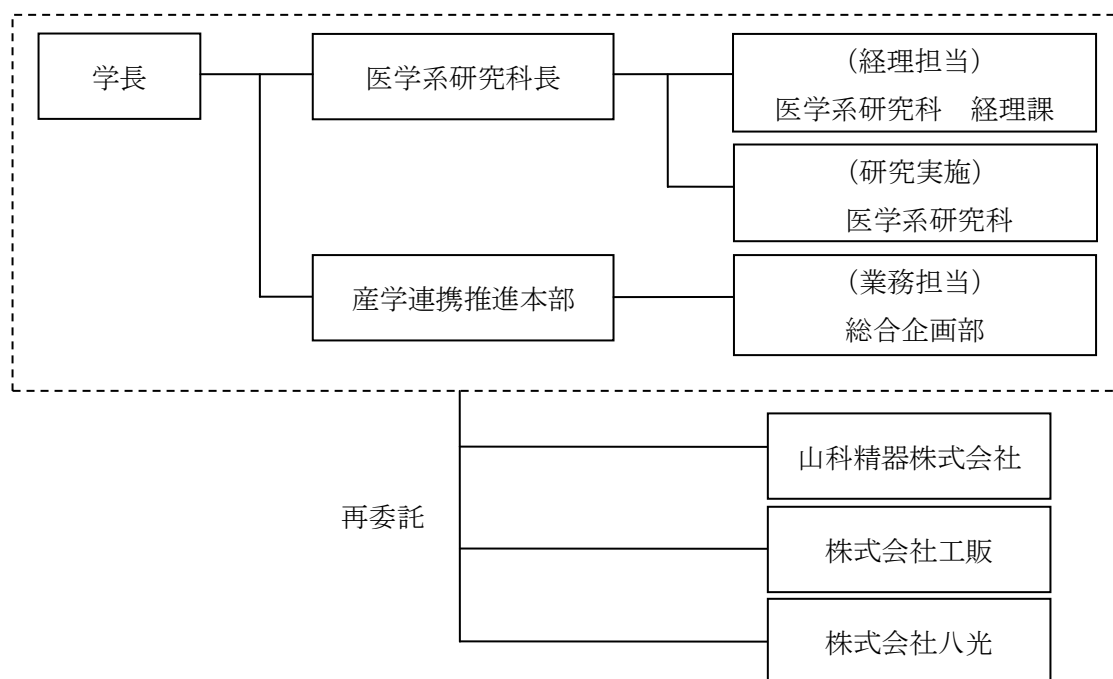 学長
医学系研究科長
（経理担当）
医学系研究科　経理課
（研究実施）
医学系研究科
産学連携推進本部
（業務担当）
総合企画部
再委託
山科精器株式会社
株式会社工販
株式会社八光